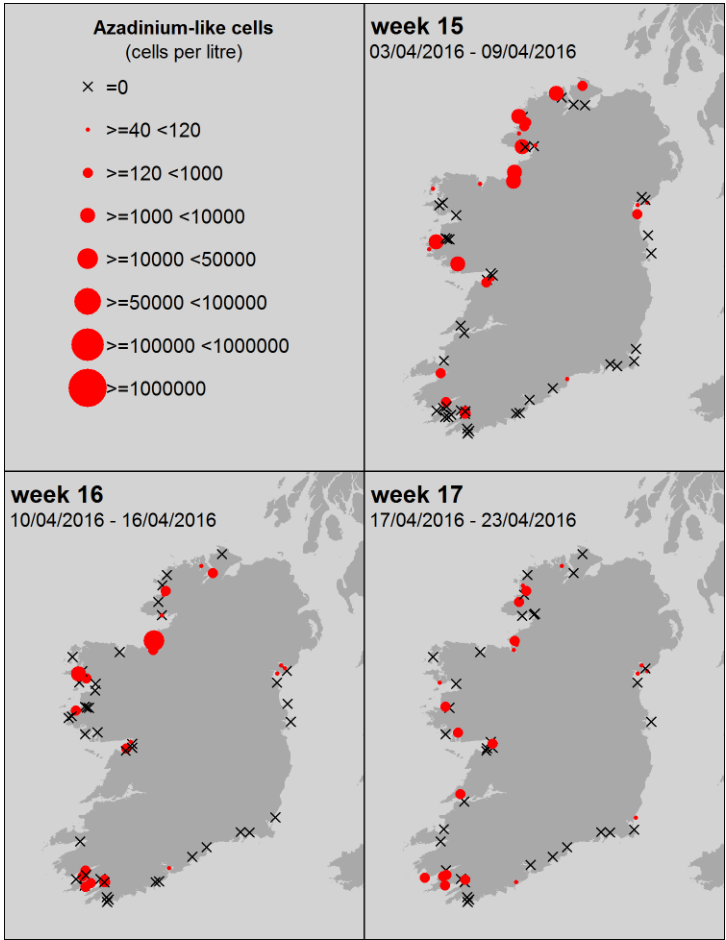 Azadinium-like cells
(cells per litre)
=0
>=40 <120
>=120 <1000
>=1000 <10000
>=10000 <50000
>=50000 <100000
>=100000 <1000000
>=1000000
week 15
03/04/2016 - 09/04/2016
week 16
10/04/2016 - 16/04/2016
week 17
17/04/2016 - 23/04/2016